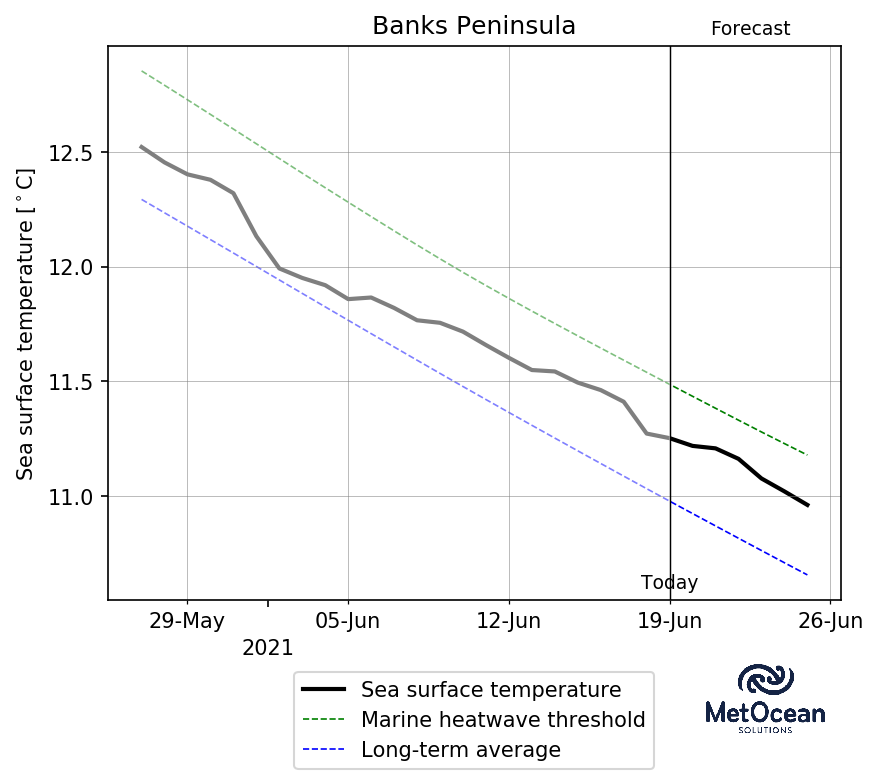 Banks Peninsula
Forecast
Sea surface temperature [°C]
12.5
12.0
11.5
11.0
Today
29-May 05-Jun 12-Jun 19-Jun 26-Jun
2021
Sea surface temperature
Marine heatwave threshold
Long-term average
MetOcean
SOLUTIONS